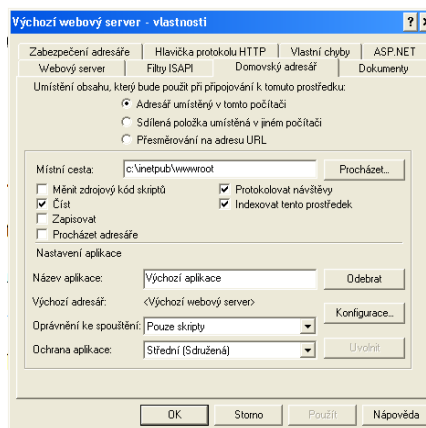 Výchozí webový server - vlastnosti
Zabezpečení adresáře Hlavička protokolu HTTP Vlastní chyby ASP.NET
Webový server Filtry ISAPI Domovský adresář Dokumenty
Umístění obsahu, který bude použit při připojování k tomuto prostředku:
Adresář umístěný v tomto počítači
Sdílená položka umístěná v jiném počítači
Přesměrování na adresu URL
Místní cesta: c:\inetpub\wwwroot Procházet...
Měnit zdrojový kód skriptů Protokolovat návštěvy
Číst Indexovat tento prostředek
Zapisovat
Procházet adresáře
Nastavení aplikace
Název aplikace: Výchozí aplikace Odebrat
Výchozí adresář: <Výchozí webový server>
Konfigurace...
Oprávnění ke spouštění: Pouze skripty
Ochrana aplikace: Střední (Sdružená) Uvolnit
OK Storno Použít Nápověda